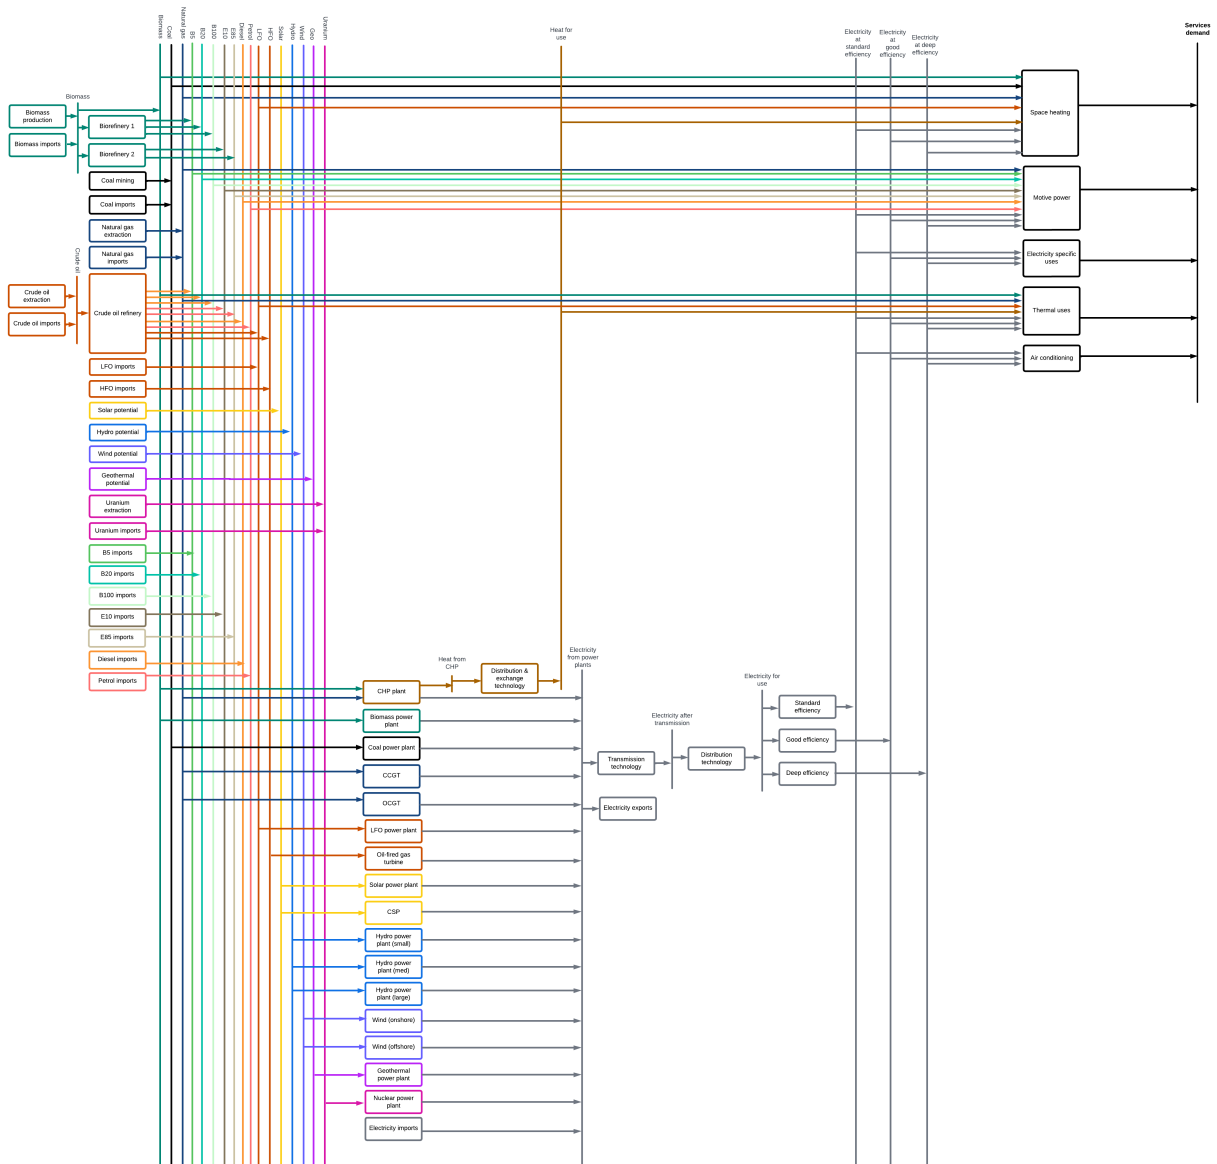 Biomass
Coal
Natural gas
B5
B20
B100
E10
E85
Diesel
Petrol
LFO
HFO
Solar
Hydro
Wind
Geo
Uranium
Heat for
use
Electricity
at
standard
efficiency
Electricity
at
good
efficiency
Electricity
at deep
efficiency
Services
demand
Biomass
Biomass
production
Biomass imports
Biorefinery 1
Biorefinery 2
Space heating
Coal mining
Coal imports
Motive power
Natural gas
extraction
Natural gas
imports
Electricity specific
uses
Crude oil
Crude oil
extraction
Crude oil imports
Crude oil refinery
Thermal uses
Air conditioning
LFO imports
HFO imports
Solar potential
Hydro potential
Wind potential
Geothermal
potential
Uranium
extraction
Uranium imports
B5 imports
B20 imports
B100 imports
E10 imports
E85 imports
Diesel imports
Petrol imports
CHP plant
Heat from
CHP
Distribution &
exchange
technology
Electricity
from power
plants
Biomass power
plant
Coal power plant
CCGT
OCGT
LFO power plant
Oil-fired gas
turbine
Solar power plant
CSP
Hydro power
plant (small)
Hydro power
plant (med)
Hydro power
plant (large)
Wind (onshore)
Wind (offshore)
Geothermal
power plant
Nuclear power
plant
Electricity imports
Transmission
technology
Electricity exports
Electricity after
transmission
Distribution
technology
Electricity for
use
Standard
efficiency
Good efficiency
Deep efficiency